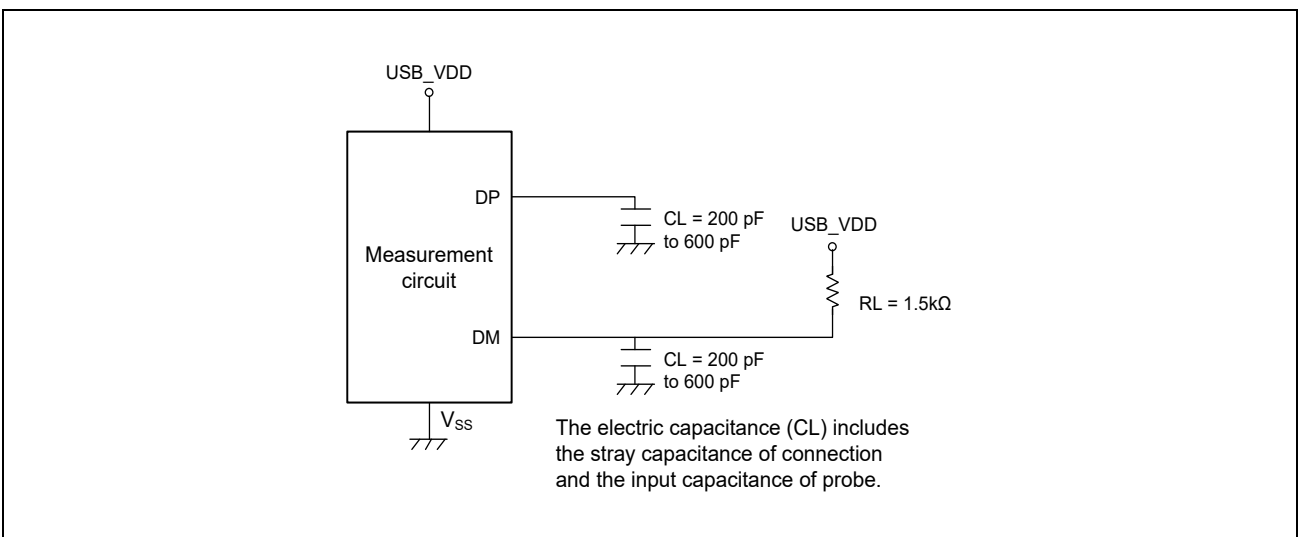 USB_VDD
DP
CL = 200 pF
to 600 pF
USB_VDD
Measurement
circuit
RL = 1.5kΩ
DM
CL = 200 pF
to 600 pF
VSS
The electric capacitance (CL) includes
the stray capacitance of connection
and the input capacitance of probe.